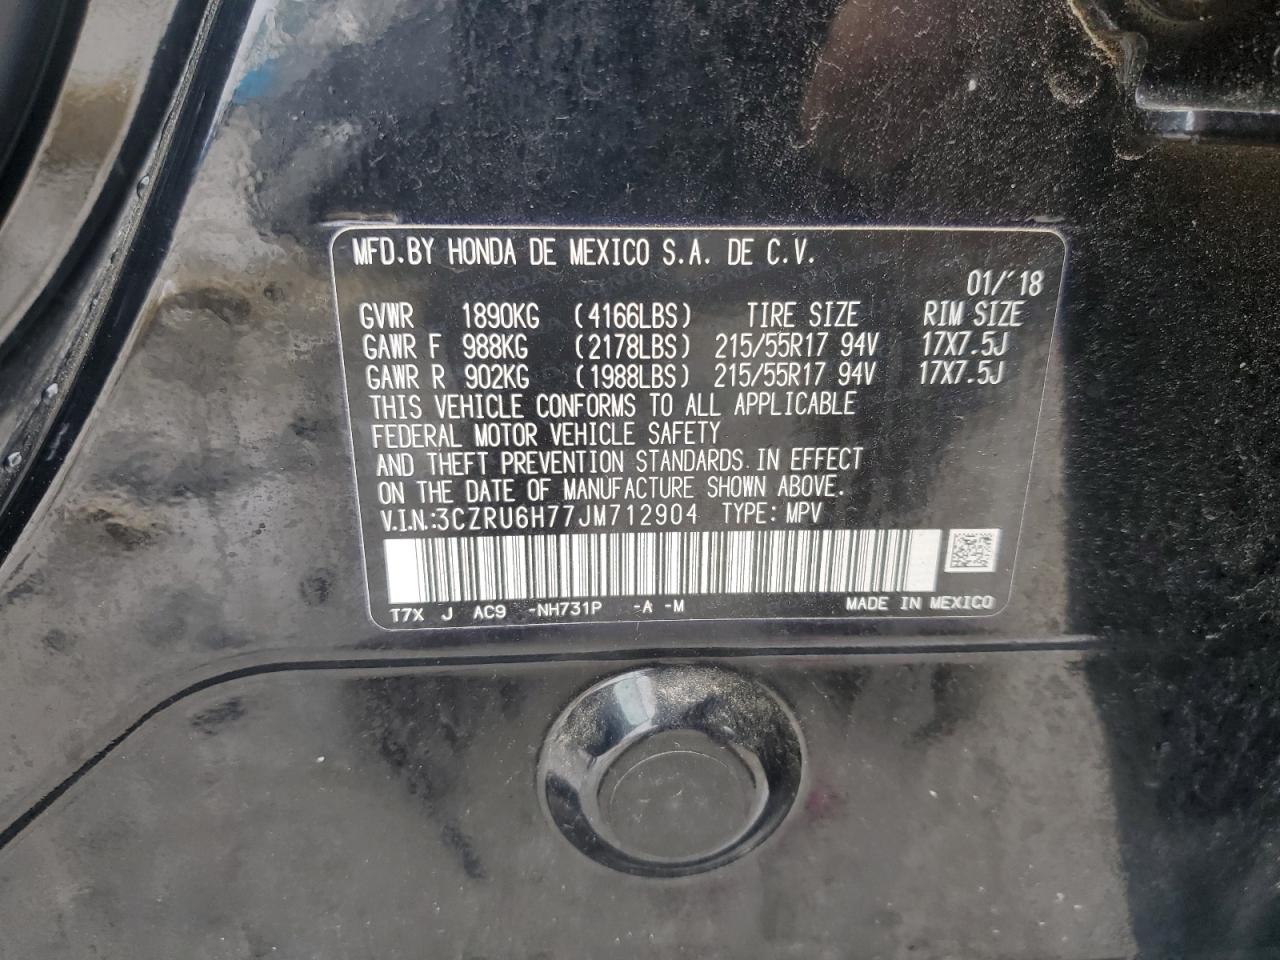 MFD.BY HONDA DE MEXICO S.A. DE C.V.
01/'18
GVWR 1890KG (4166LBS) TIRE SIZE RIM SIZE
GAWR F 988KG (2178LBS) 215/55R17 94V 17X7.5J
GAWR R 902KG (1988LBS) 215/55R17 94V 17X7.5J
THIS VEHICLE CONFORMS TO ALL APPLICABLE
FEDERAL MOTOR VEHICLE SAFETY
AND THEFT PREVENTION STANDARDS IN EFFECT
ON THE DATE OF MANUFACTURE SHOWN ABOVE.
V.I.N.:3CZRU6H77JM712904 TYPE: MPV
T7X J AC9 -NH731P -A -M MADE IN MEXICO